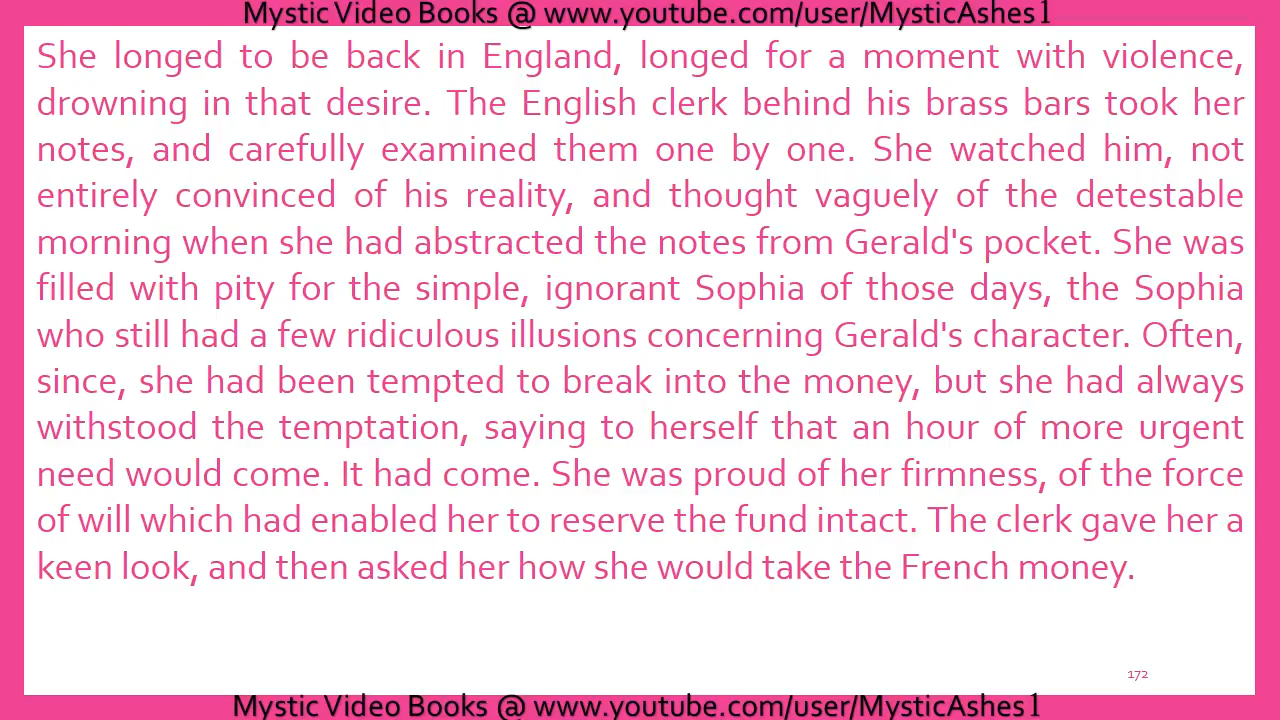 Mystic Video Books @ www.youtube.com/user/MysticAshes1
She longed to be back in England, longed for a moment with violence,
drowning in that desire. The English clerk behind his brass bars took her
notes, and carefully examined them one by one. She watched him, not
entirely convinced of his reality, and thought vaguely of the detestable
morning when she had abstracted the notes from Gerald's pocket. She was
filled with pity for the simple, ignorant Sophia of those days, the Sophia
who still had a few ridiculous illusions concerning Gerald's character. Often,
since, she had been tempted to break into the money, but she had always
withstood the temptation, saying to herself that an hour of more urgent
need would come. It had come. She was proud of her firmness, of the force
of will which had enabled her to reserve the fund intact. The clerk gave her a
keen look, and then asked her how she would take the French money.
172
Mystic Video Books @ www.youtube.com/user/MysticAshes1